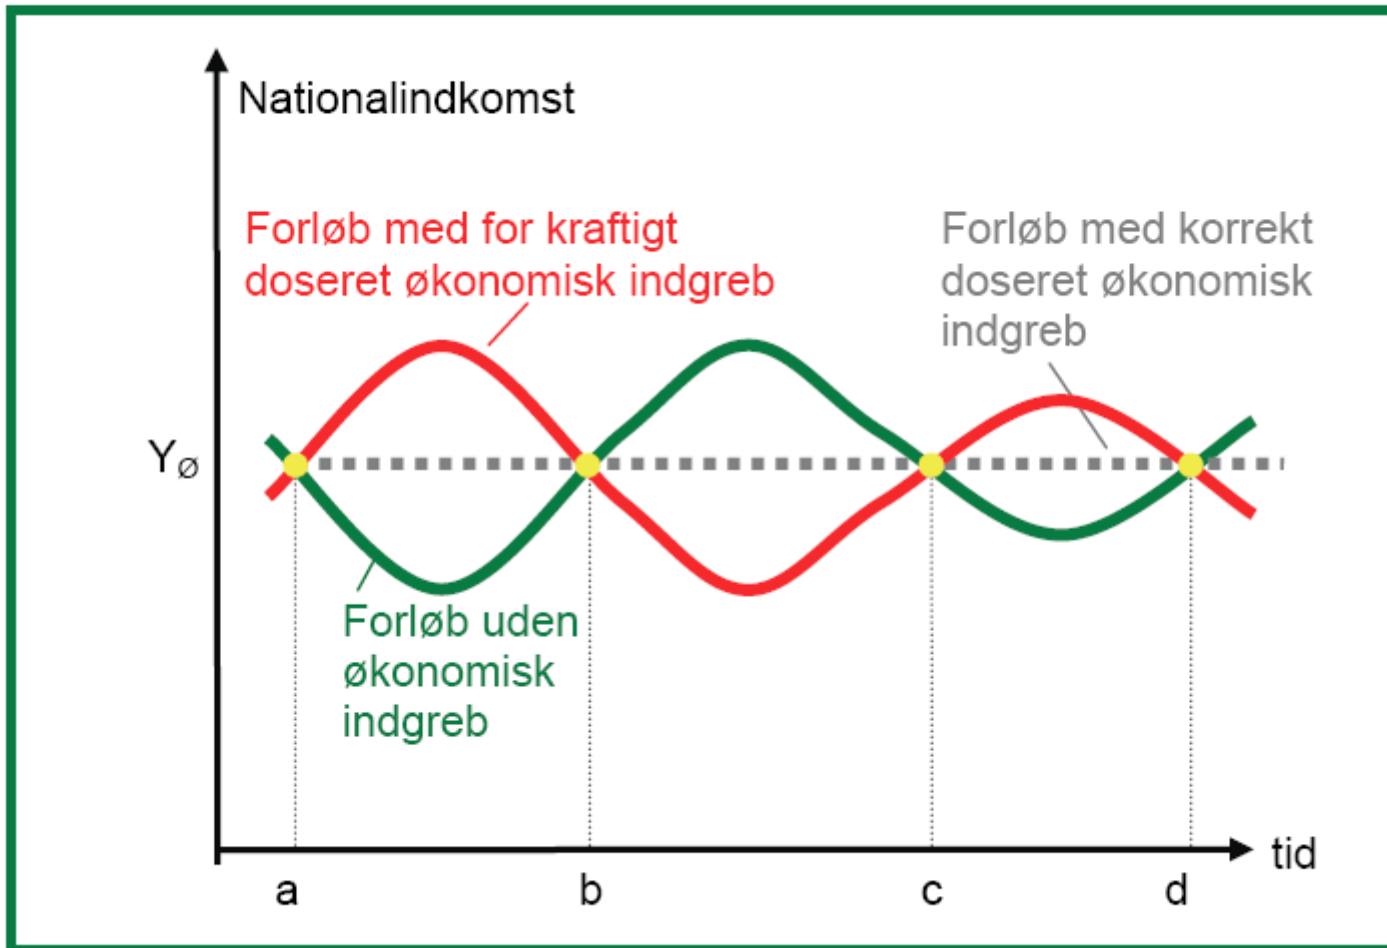 Nationalindkomst
Forløb med for kraftigt
doseret økonomisk indgreb
Forløb med korrekt
doseret økonomisk
indgreb
YØ
Forløb uden
økonomisk
indgreb
tid
a b c d